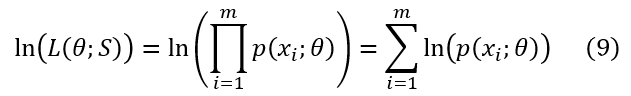 ln(L(θ; S)) = ln(∏_{i=1}^{m} p(x_i; θ)) = ∑_{i=1}^{m} ln(p(x_i; θ)) (9)